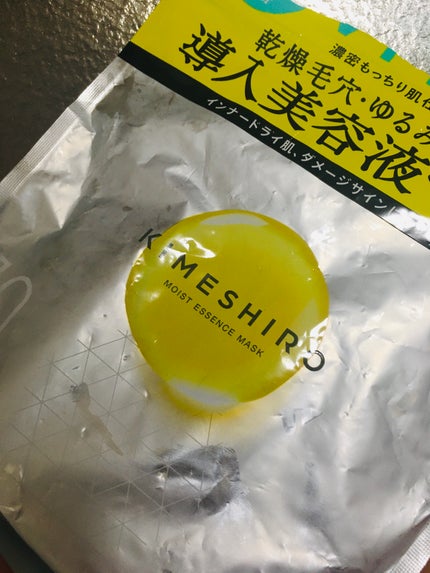 濃密もっちり肌
乾燥毛穴・ゆるみ
導入美容液
インナードライ肌、ダメージサイン
KIMESHIRO
MOIST ESSENCE MASK